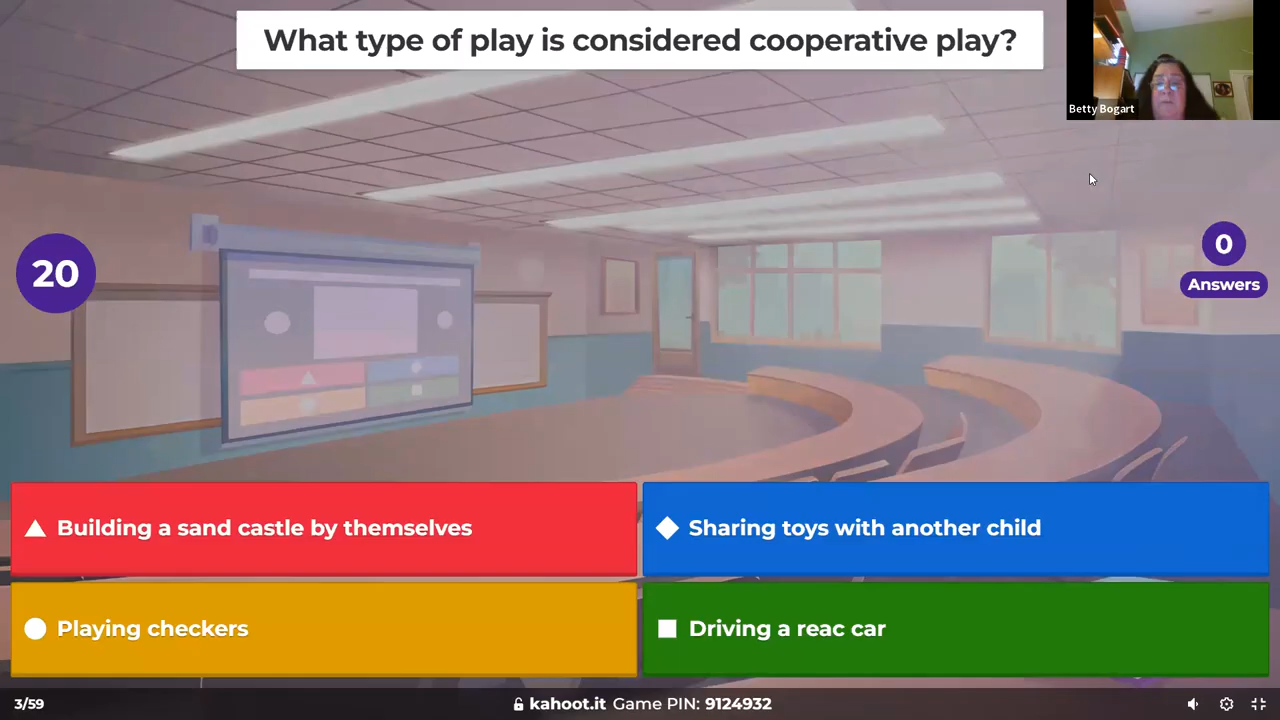 What type of play is considered cooperative play?
Betty Bogart
20
0
Answers
Building a sand castle by themselves
Sharing toys with another child
Playing checkers
Driving a reac car
3/59
kahoot.it Game PIN: 9124932